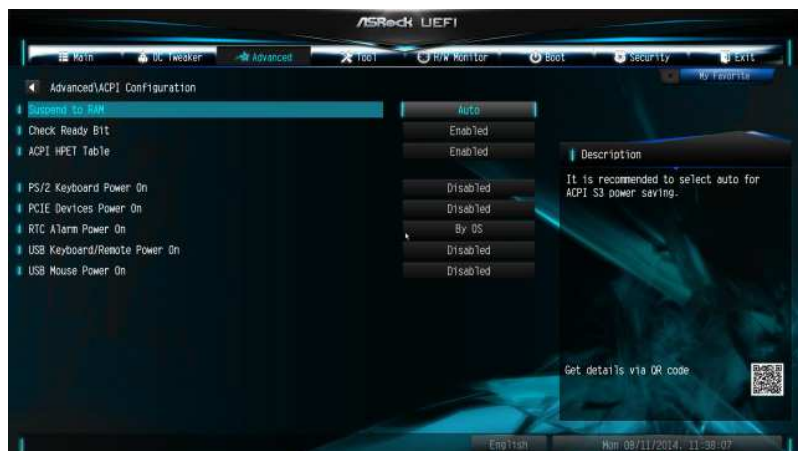 ASRock UEFI
Main OC Tweaker Advanced Tool H/W Monitor Boot Security Exit
My Favorite
Advanced\ACPI Configuration
Suspend to RAM Auto
Check Ready Bit Enabled
ACPI HPET Table Enabled
PS/2 Keyboard Power On Disabled
PCIE Devices Power On Disabled
RTC Alarm Power On By OS
USB Keyboard/Remote Power On Disabled
USB Mouse Power On Disabled
Description
It is recommended to select auto for
ACPI S3 power saving.
Get details via QR code
English Mon 08/11/2014, 11:38:07